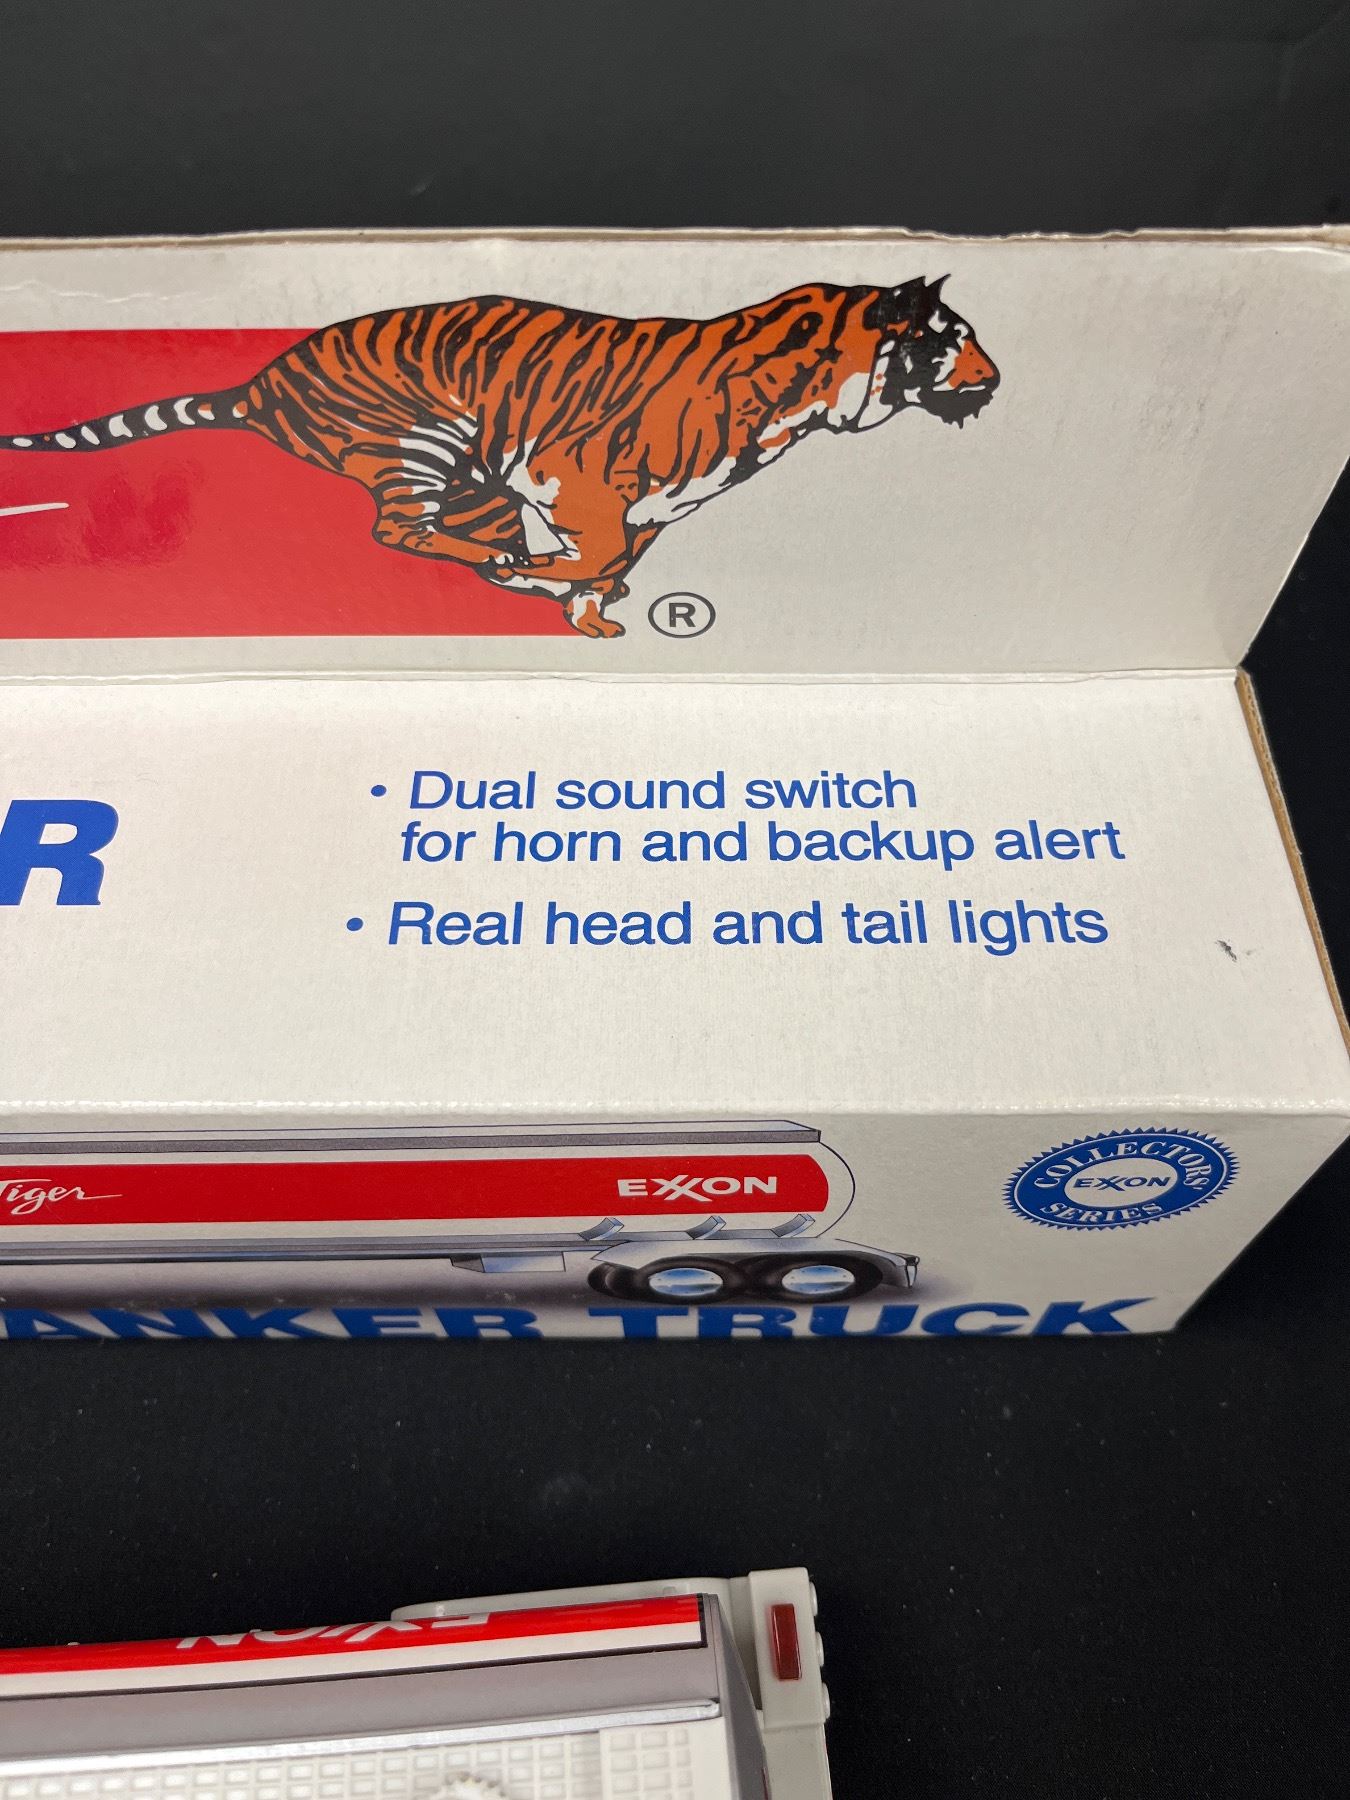 ®
R
• Dual sound switch
for horn and backup alert
• Real head and tail lights
Tiger
EXXON
COLLECTORS'
EXXON
SERIES
ANKER TRUCK
EXXON